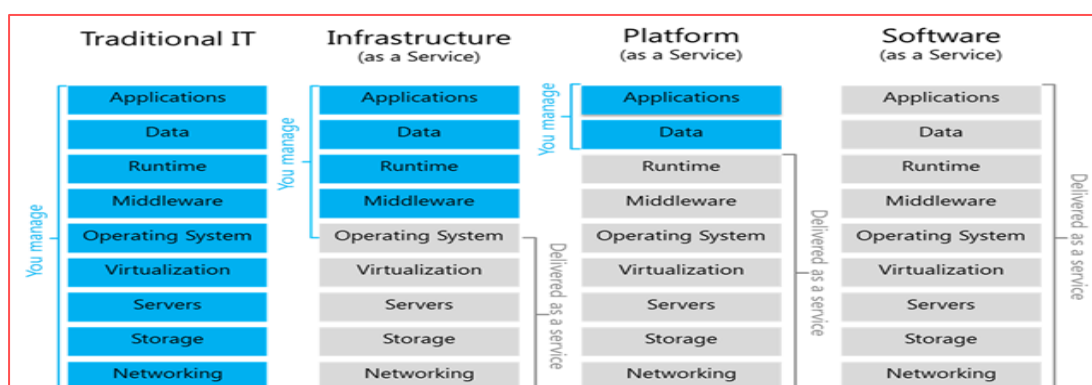 Traditional IT
You manage
Applications
Data
Runtime
Middleware
Operating System
Virtualization
Servers
Storage
Networking
Infrastructure
(as a Service)
You manage
Applications
Data
Runtime
Middleware
Operating System
Virtualization
Servers
Storage
Networking
Delivered as a service
Platform
(as a Service)
You manage
Applications
Data
Runtime
Middleware
Operating System
Virtualization
Servers
Storage
Networking
Delivered as a service
Software
(as a Service)
Applications
Data
Runtime
Middleware
Operating System
Virtualization
Servers
Storage
Networking
Delivered as a service